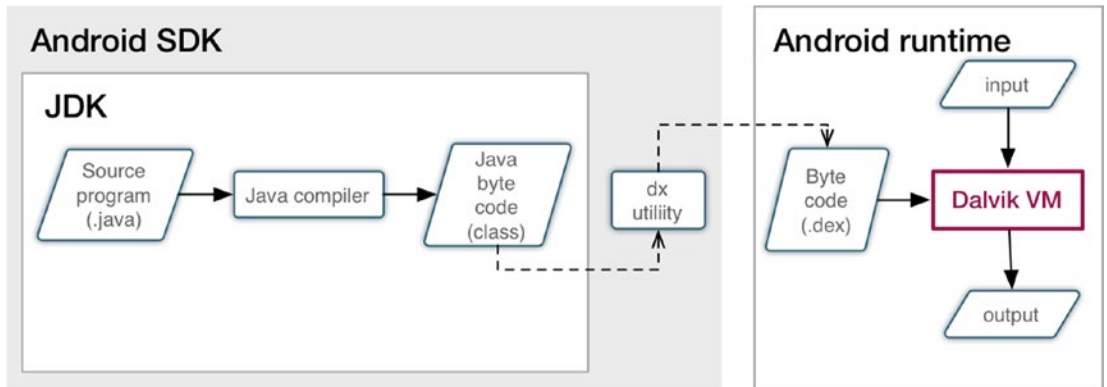 Android SDK
JDK
Source
program
(.java)
Java compiler
Java
byte
code
(class)
dx
utiliity
Android runtime
input
Byte
code
(.dex)
Dalvik VM
output